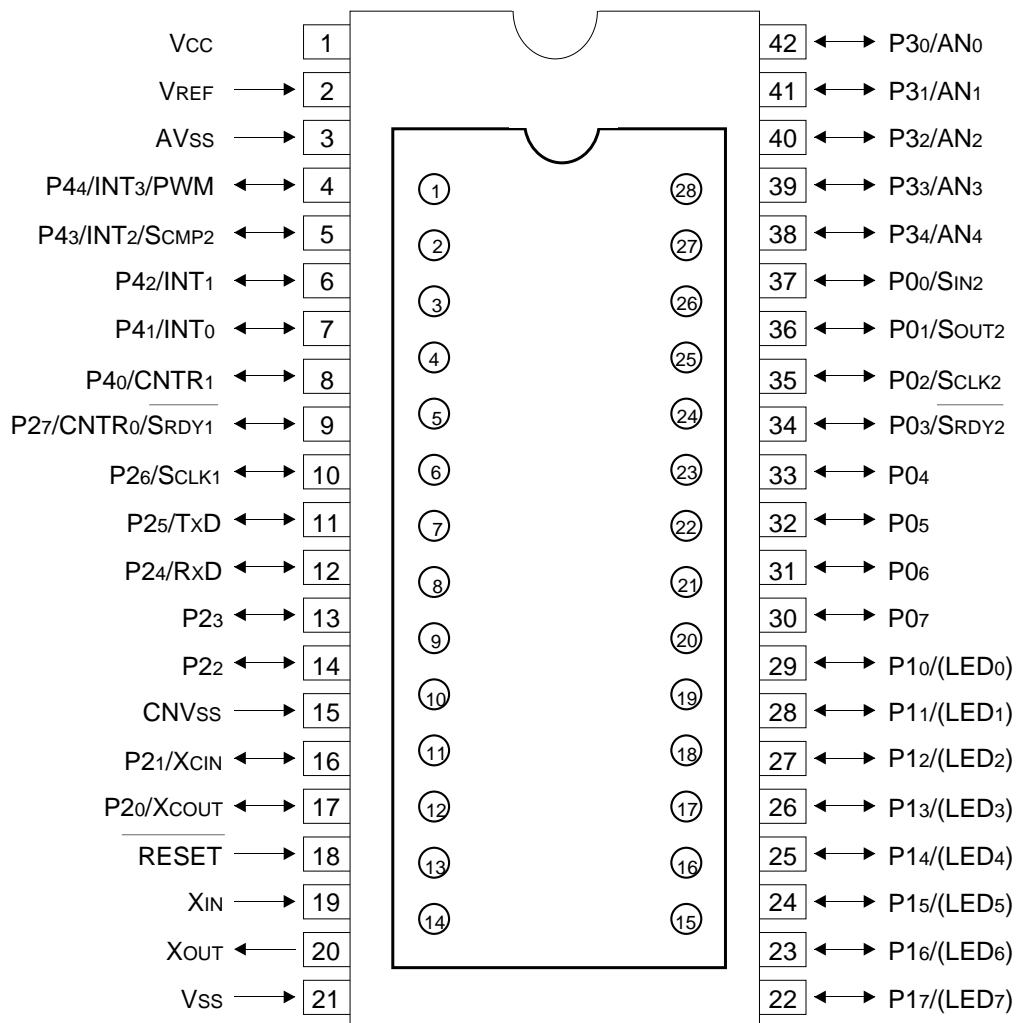 VCC 1 42 P30/AN0
VREF 2 41 P31/AN1
AVSS 3 40 P32/AN2
P44/INT3/PWM 4 39 P33/AN3
1 28
P43/INT2/SCMP2 5 38 P34/AN4
2 27
P42/INT1 6 37 P00/SIN2
3 26
P41/INT0 7 36 P01/SOUT2
4 25
P40/CNTR1 8 35 P02/SCLK2
5 24
P27/CNTR0/SRDY1 9 34 P03/SRDY2
6 23
P26/SCLK1 10 33 P04
P25/TXD 11 32 P05
7 22
P24/RXD 12 31 P06
8 21
P23 13 30 P07
9 20
P22 14 29 P10/(LED0)
10 19
CNVSS 15 28 P11/(LED1)
11 18
P21/XCIN 16 27 P12/(LED2)
P20/XCOUT 17 26 P13/(LED3)
12 17
RESET 18 25 P14/(LED4)
13 16
XIN 19 24 P15/(LED5)
14 15
XOUT 20 23 P16/(LED6)
VSS 21 22 P17/(LED7)